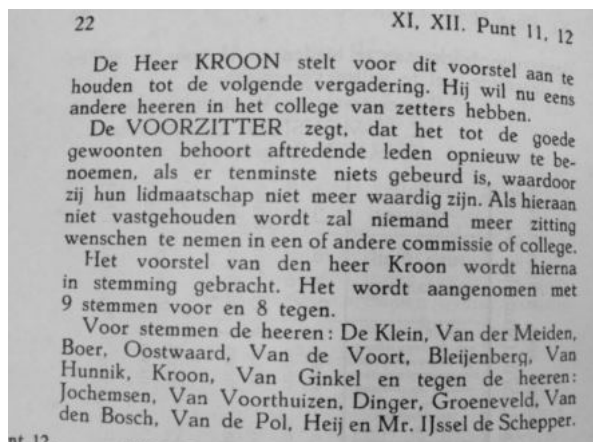 22 XI, XII. Punt 11, 12
De Heer KROON stelt voor dit voorstel aan te
houden tot de volgende vergadering. Hij wil nu eens
andere heeren in het college van zetters hebben.
De VOORZITTER zegt, dat het tot de goede
gewoonten behoort aftredende leden opnieuw te be-
noemen, als er tenminste niets gebeurd is, waardoor
zij hun lidmaatschap niet meer waardig zijn. Als hieraan
niet vastgehouden wordt zal niemand meer zitting
wenschen te nemen in een of andere commissie of college.
Het voorstel van den heer Kroon wordt hierna
in stemming gebracht. Het wordt aangenomen met
9 stemmen voor en 8 tegen.
Voor stemmen de heeren: De Klein, Van der Meiden,
Boer, Oostwaard, Van de Voort, Bleijenberg, Van
Hunnik, Kroon, Van Ginkel en tegen de heeren:
Jochemsen, Van Voorthuizen, Dinger, Groeneveld, Van
den Bosch, Van de Pol, Heij en Mr. IJssel de Schepper.
nt 12